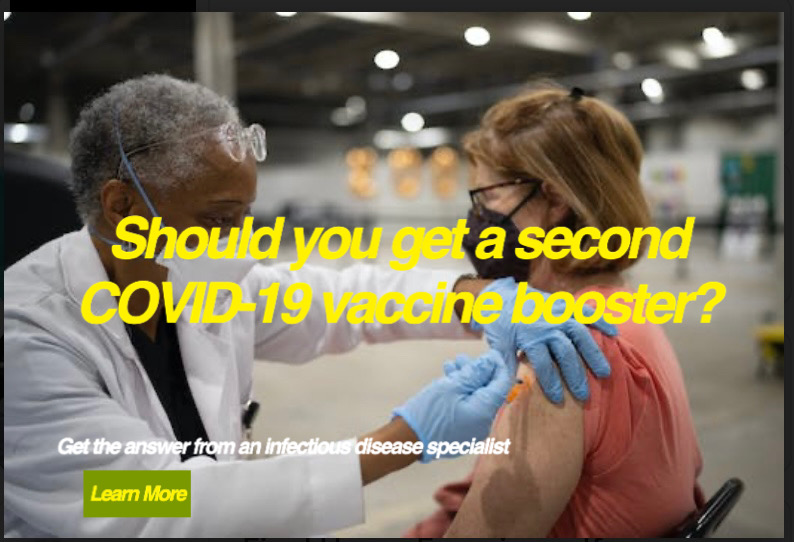 Should you get a second
COVID-19 vaccine booster?
Get the answer from an infectious disease specialist
Learn More